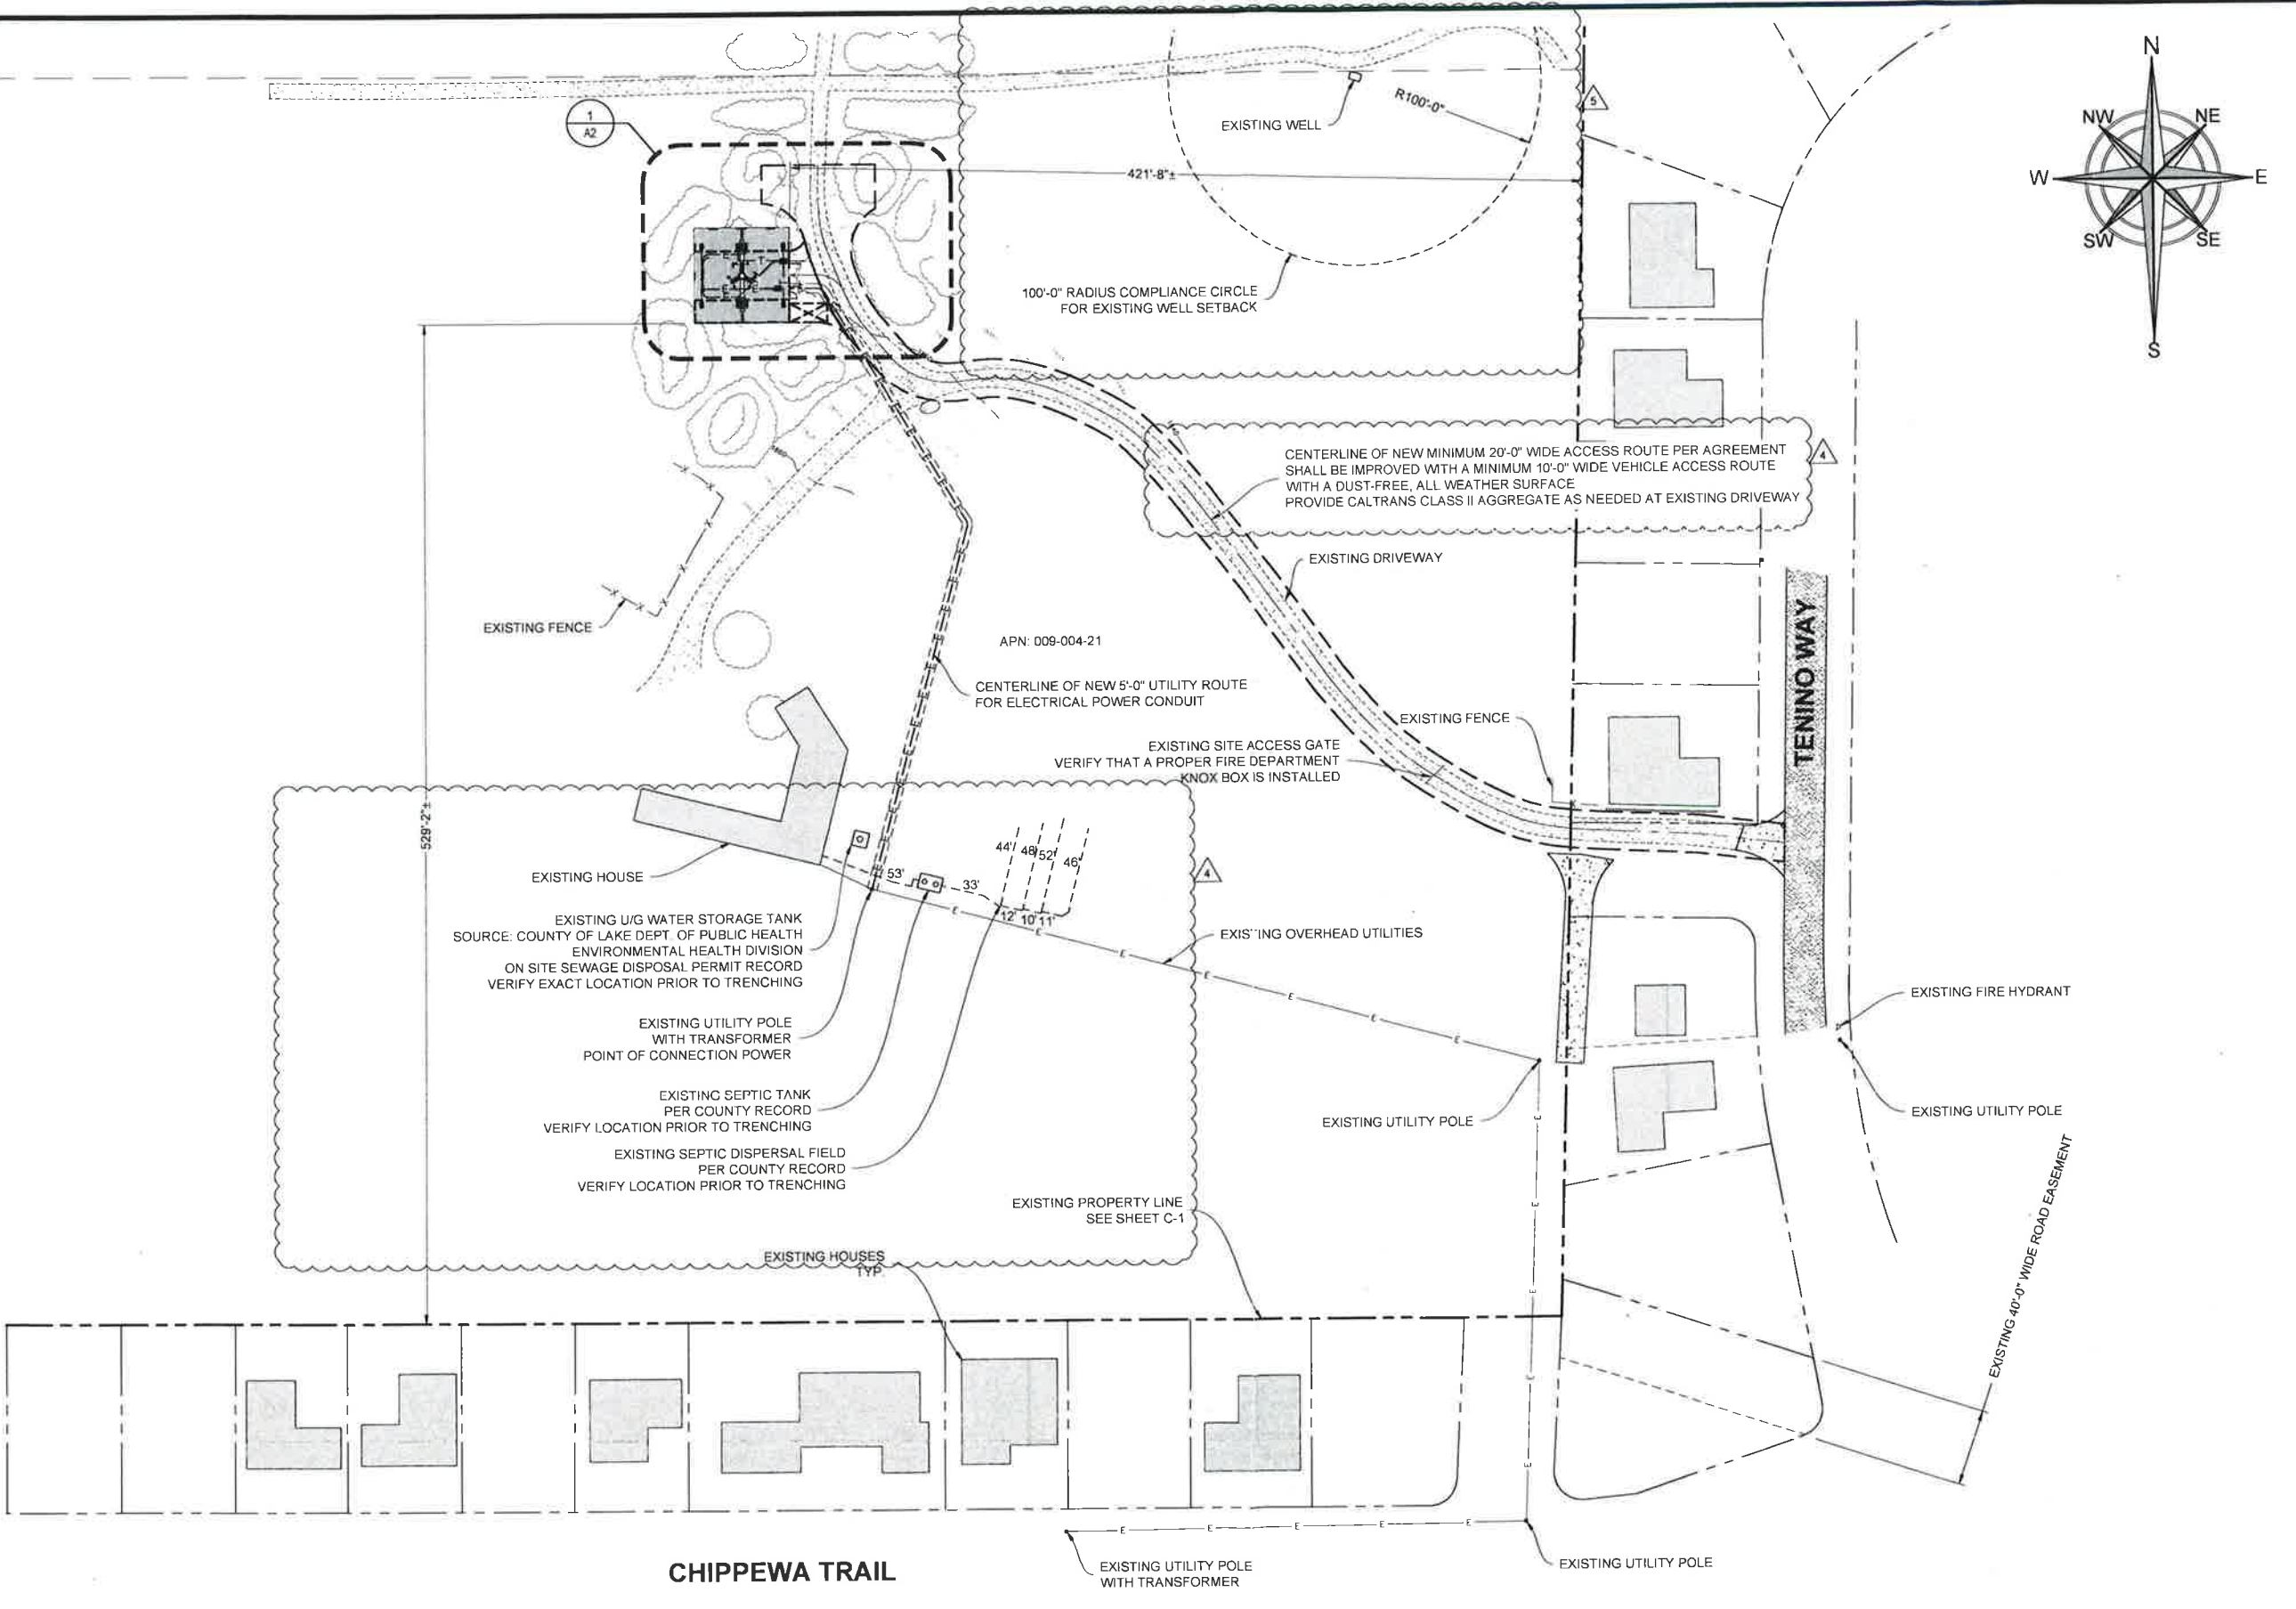 N
NW
NE
W
E
SW
SE
S
1
A2
R100'-0"
5
EXISTING WELL
421'-8"±
100'-0" RADIUS COMPLIANCE CIRCLE
FOR EXISTING WELL SETBACK
CENTERLINE OF NEW MINIMUM 20'-0" WIDE ACCESS ROUTE PER AGREEMENT
SHALL BE IMPROVED WITH A MINIMUM 10'-0" WIDE VEHICLE ACCESS ROUTE
WITH A DUST-FREE, ALL WEATHER SURFACE
PROVIDE CALTRANS CLASS II AGGREGATE AS NEEDED AT EXISTING DRIVEWAY
4
EXISTING DRIVEWAY
EXISTING FENCE
APN: 009-004-21
CENTERLINE OF NEW 5'-0" UTILITY ROUTE
FOR ELECTRICAL POWER CONDUIT
TENINO WAY
EXISTING FENCE
EXISTING SITE ACCESS GATE
VERIFY THAT A PROPER FIRE DEPARTMENT
KNOX BOX IS INSTALLED
529'-2"±
44'
48'
52'
46'
53'
33'
12'
10'
11'
4
EXISTING HOUSE
EXISTING U/G WATER STORAGE TANK
SOURCE: COUNTY OF LAKE DEPT. OF PUBLIC HEALTH
ENVIRONMENTAL HEALTH DIVISION
ON SITE SEWAGE DISPOSAL PERMIT RECORD
VERIFY EXACT LOCATION PRIOR TO TRENCHING
E
E
E
E
E
E
E
EXISTING OVERHEAD UTILITIES
EXISTING FIRE HYDRANT
EXISTING UTILITY POLE
WITH TRANSFORMER
POINT OF CONNECTION POWER
EXISTING SEPTIC TANK
PER COUNTY RECORD
VERIFY LOCATION PRIOR TO TRENCHING
EXISTING UTILITY POLE
EXISTING UTILITY POLE
EXISTING SEPTIC DISPERSAL FIELD
PER COUNTY RECORD
VERIFY LOCATION PRIOR TO TRENCHING
EXISTING PROPERTY LINE
SEE SHEET C-1
E
E
E
E
E
EXISTING 40'-0" WIDE ROAD EASEMENT
EXISTING HOUSES
TYP.
E
E
E
E
E
CHIPPEWA TRAIL
EXISTING UTILITY POLE
WITH TRANSFORMER
EXISTING UTILITY POLE